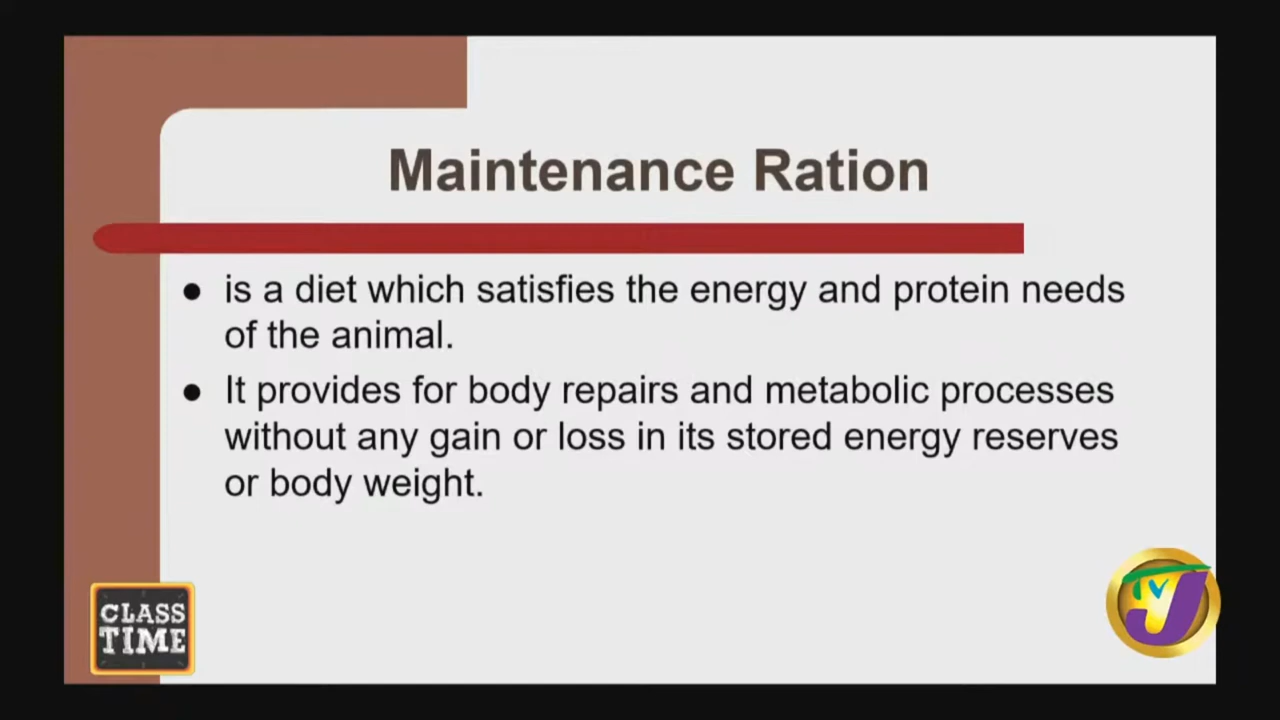 Maintenance Ration
● is a diet which satisfies the energy and protein needs
of the animal.
● It provides for body repairs and metabolic processes
without any gain or loss in its stored energy reserves
or body weight.
CLASS
TIME
TVJ